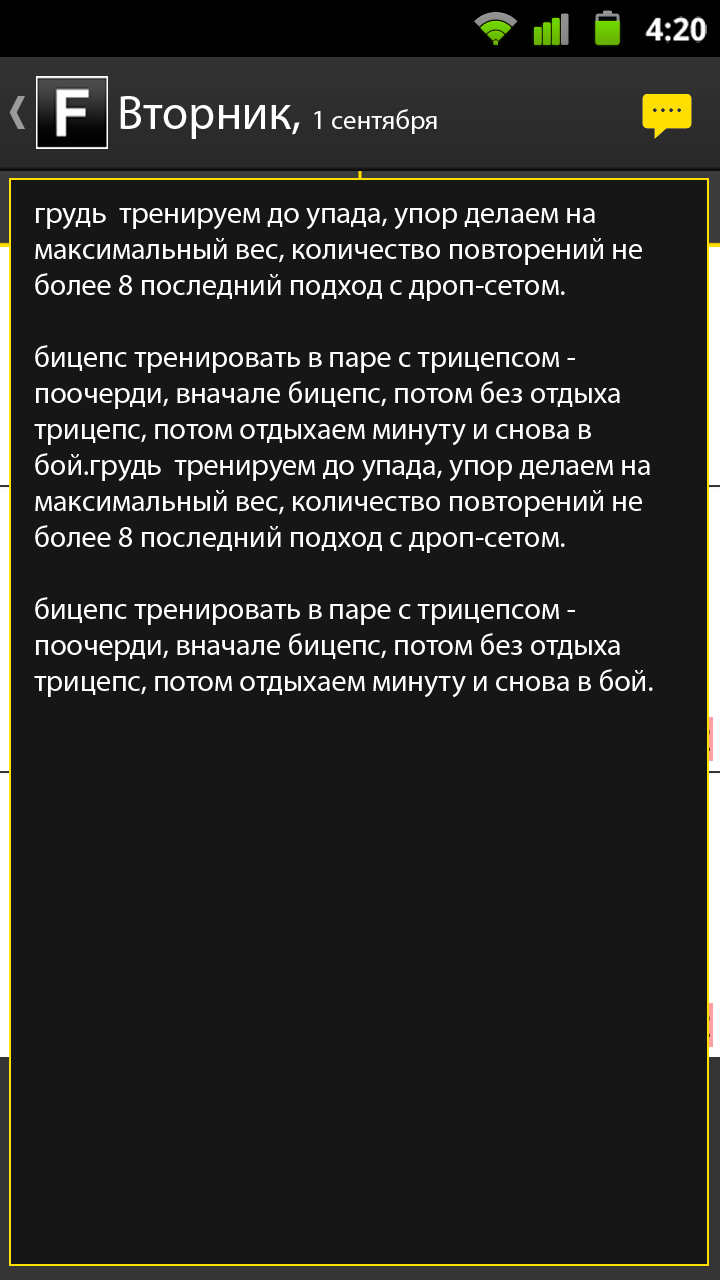 4:20
F Вторник, 1 сентября
грудь  тренируем до упада, упор делаем на
максимальный вес, количество повторений не
более 8 последний подход с дроп-сетом.
бицепс тренировать в паре с трицепсом -
поочерди, вначале бицепс, потом без отдыха
трицепс, потом отдыхаем минуту и снова в
бой.грудь  тренируем до упада, упор делаем на
максимальный вес, количество повторений не
более 8 последний подход с дроп-сетом.
бицепс тренировать в паре с трицепсом -
поочерди, вначале бицепс, потом без отдыха
трицепс, потом отдыхаем минуту и снова в бой.